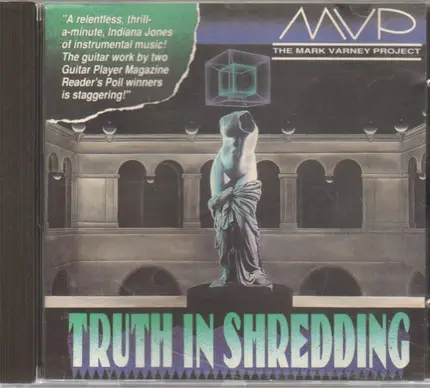 "A relentless, thrill-
a-minute, Indiana Jones
of instrumental music!
The guitar work by two
Guitar Player Magazine
Reader's Poll winners
is staggering!"
MVP
THE MARK VARNEY PROJECT
TRUTH IN SHREDDING